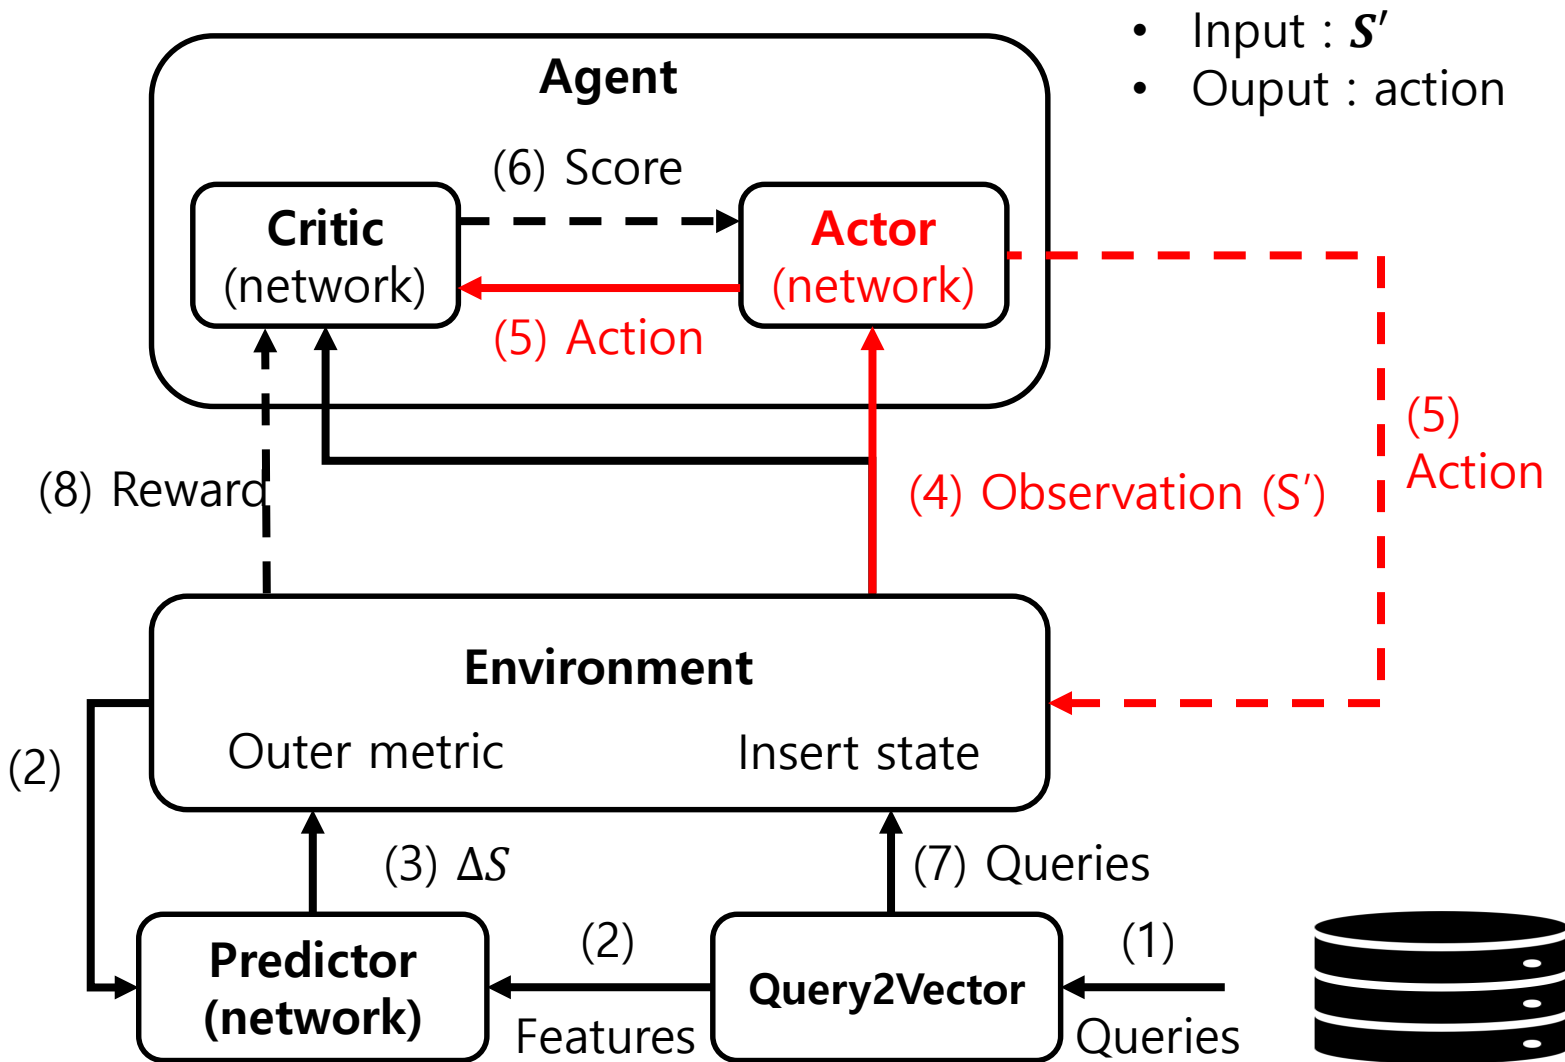 • Input : S′
• Ouput : action
Agent
(6) Score
Critic
(network)
Actor
(network)
(5) Action
(5)
Action
(8) Reward
(4) Observation (S’)
Environment
Outer metric
Insert state
(2)
(3) ΔS
(7) Queries
Predictor
(network)
(2)
Features
Query2Vector
(1)
Queries